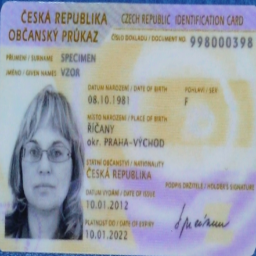 ČESKÁ REPUBLIKA CZECH REPUBLIC IDENTIFICATION CARD
OBČANSKÝ PRŮKAZ ČÍSLO DOKLADU / DOCUMENT NO. 998000398
PŘÍJMENÍ / SURNAME SPECIMEN
JMÉNO / GIVEN NAMES VZOR
DATUM NAROZENÍ / DATE OF BIRTH POHLAVÍ / SEX
08.10.1981 F
MÍSTO NAROZENÍ / PLACE OF BIRTH
ŘÍČANY
okr. PRAHA-VÝCHOD
STÁTNÍ OBČANSTVÍ / NATIONALITY
ČESKÁ REPUBLIKA PODPIS DRŽITELE / HOLDER'S SIGNATURE
DATUM VYDÁNÍ / DATE OF ISSUE
10.01.2012
PLATNOST DO / DATE OF EXPIRY Specimen
10.01.2022